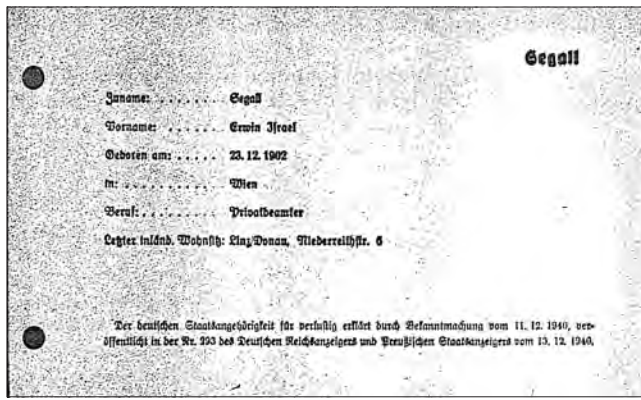 Segall
Zuname: . . . . . . . . Segall
Vorname: . . . . . . . Erwin Israel
Geboren am: . . . . . 23. 12. 1902
in: . . . . . . . . . . . Wien
Beruf: . . . . . . . . . Privatbeamter
Letzter inländ. Wohnsitz: Linz/Donau, Niederreithstr. 6
Der deutschen Staatsangehörigkeit für verlustig erklärt durch Bekanntmachung vom 11. 12. 1940, ver-
öffentlicht in der Nr. 293 des Deutschen Reichsanzeigers und Preußischen Staatsanzeigers vom 13. 12. 1940.